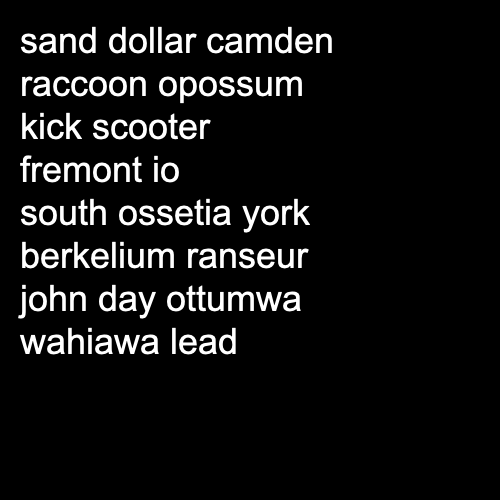 sand dollar camden
raccoon opossum
kick scooter
fremont io
south ossetia york
berkelium ranseur
john day ottumwa
wahiawa lead